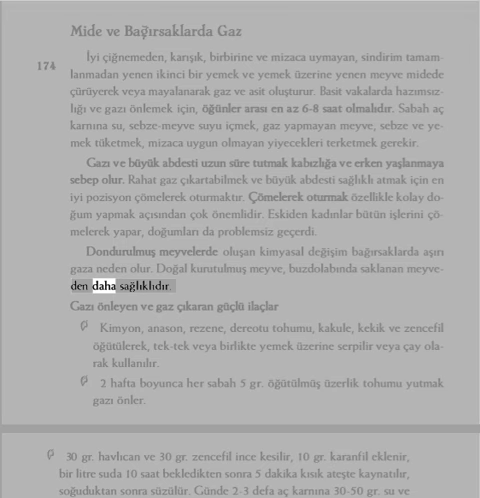 Mide ve Bağırsaklarda Gaz
174
İyi çiğnemeden, karışık, birbirine ve mizaca uymayan, sindirim tamam-
lanmadan yenen ikinci bir yemek ve yemek üzerine yenen meyve midede
çürüyerek veya mayalanarak gaz ve asit oluşturur. Basit vakalarda hazımsız-
lığı ve gazı önlemek için, öğünler arası en az 6-8 saat olmalıdır. Sabah aç
karnına su, sebze-meyve suyu içmek, gaz yapmayan meyve, sebze ve ye-
mek tüketmek, mizaca uygun olmayan yiyecekleri terketmek gerekir.
Gazı ve büyük abdesti uzun süre tutmak kabızlığa ve erken yaşlanmaya
sebep olur. Rahat gaz çıkartabilmek ve büyük abdesti sağlıklı atmak için en
iyi pozisyon çömelerek oturmaktır. Çömelerek oturmak özellikle kolay do-
ğum yapmak açısından çok önemlidir. Eskiden kadınlar bütün işlerini çö-
melerek yapar, doğumları da problemsiz geçerdi.
Dondurulmuş meyvelerde oluşan kimyasal değişim bağırsaklarda aşırı
gaza neden olur. Doğal kurutulmuş meyve, buzdolabında saklanan meyve-
den daha sağlıklıdır.
Gazı önleyen ve gaz çıkaran güçlü ilaçlar
Kimyon, anason, rezene, dereotu tohumu, kakule, kekik ve zencefil
öğütülerek, tek-tek veya birlikte yemek üzerine serpilir veya çay ola-
rak kullanılır.
2 hafta boyunca her sabah 5 gr. öğütülmüş üzerlik tohumu yutmak
gazı önler.
30 gr. havlıcan ve 30 gr. zencefil ince kesilir, 10 gr. karanfil eklenir,
bir litre suda 10 saat bekledikten sonra 5 dakika kısık ateşte kaynatılır,
soğuduktan sonra süzülür. Günde 2-3 defa aç karnına 30-50 gr. su ve